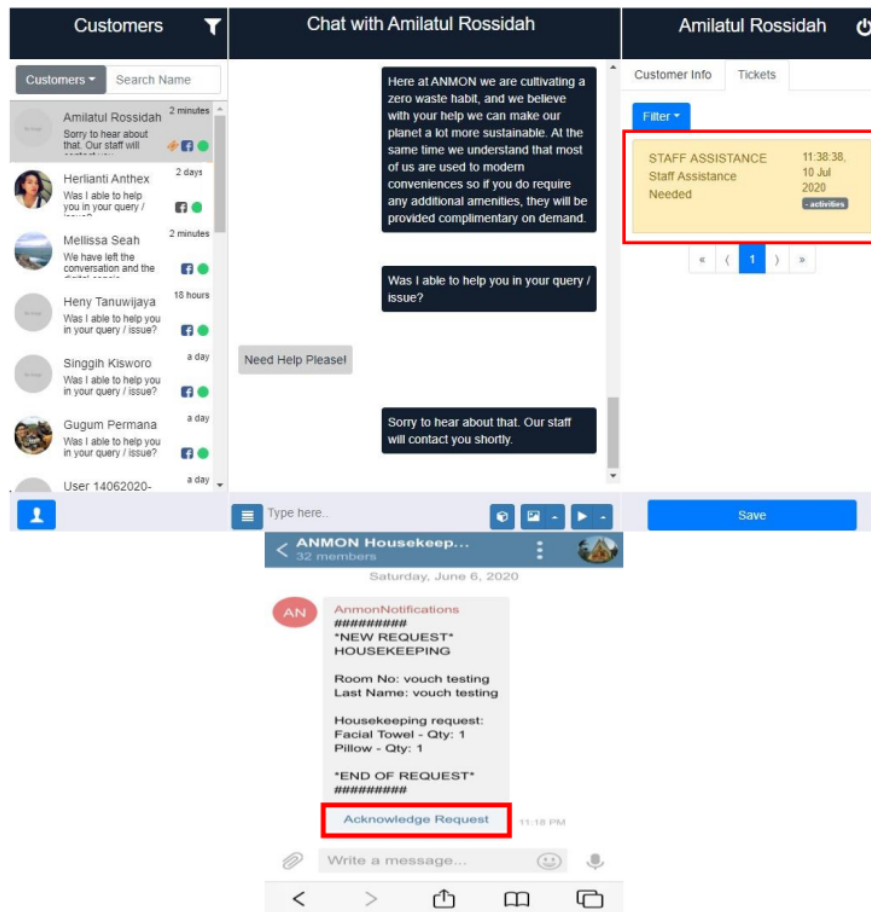 Customers
Customers
Search Name
Amilatul Rossidah
2 minutes
Sorry to hear about
that. Our staff will
Herlianti Anthex
2 days
Was I able to help
you in your query /
Mellissa Seah
2 minutes
We have left the
conversation and the
Heny Tanuwijaya
18 hours
Was I able to help you
in your query / issue?
Singgih Kisworo
a day
Was I able to help you
in your query / issue?
Gugum Permana
a day
Was I able to help you
in your query / issue?
User 14062020-
a day
Chat with Amilatul Rossidah
Here at ANMON we are cultivating a
zero waste habit, and we believe
with your help we can make our
planet a lot more sustainable. At the
same time we understand that most
of us are used to modern
conveniences so if you do require
any additional amenities, they will be
provided complimentary on demand.
Was I able to help you in your query /
issue?
Need Help Please!
Sorry to hear about that. Our staff
will contact you shortly.
Type here..
Amilatul Rossidah
Customer Info
Tickets
Filter
STAFF ASSISTANCE
Staff Assistance
Needed
11:38:38,
10 Jul
2020
- activities
« ⟨ 1 ⟩ »
Save
ANMON Housekeep...
32 members
Saturday, June 6, 2020
AN
AnmonNotifications
#########
*NEW REQUEST*
HOUSEKEEPING
Room No: vouch testing
Last Name: vouch testing
Housekeeping request:
Facial Towel - Qty: 1
Pillow - Qty: 1
*END OF REQUEST*
#########
Acknowledge Request
11:18 PM
Write a message...